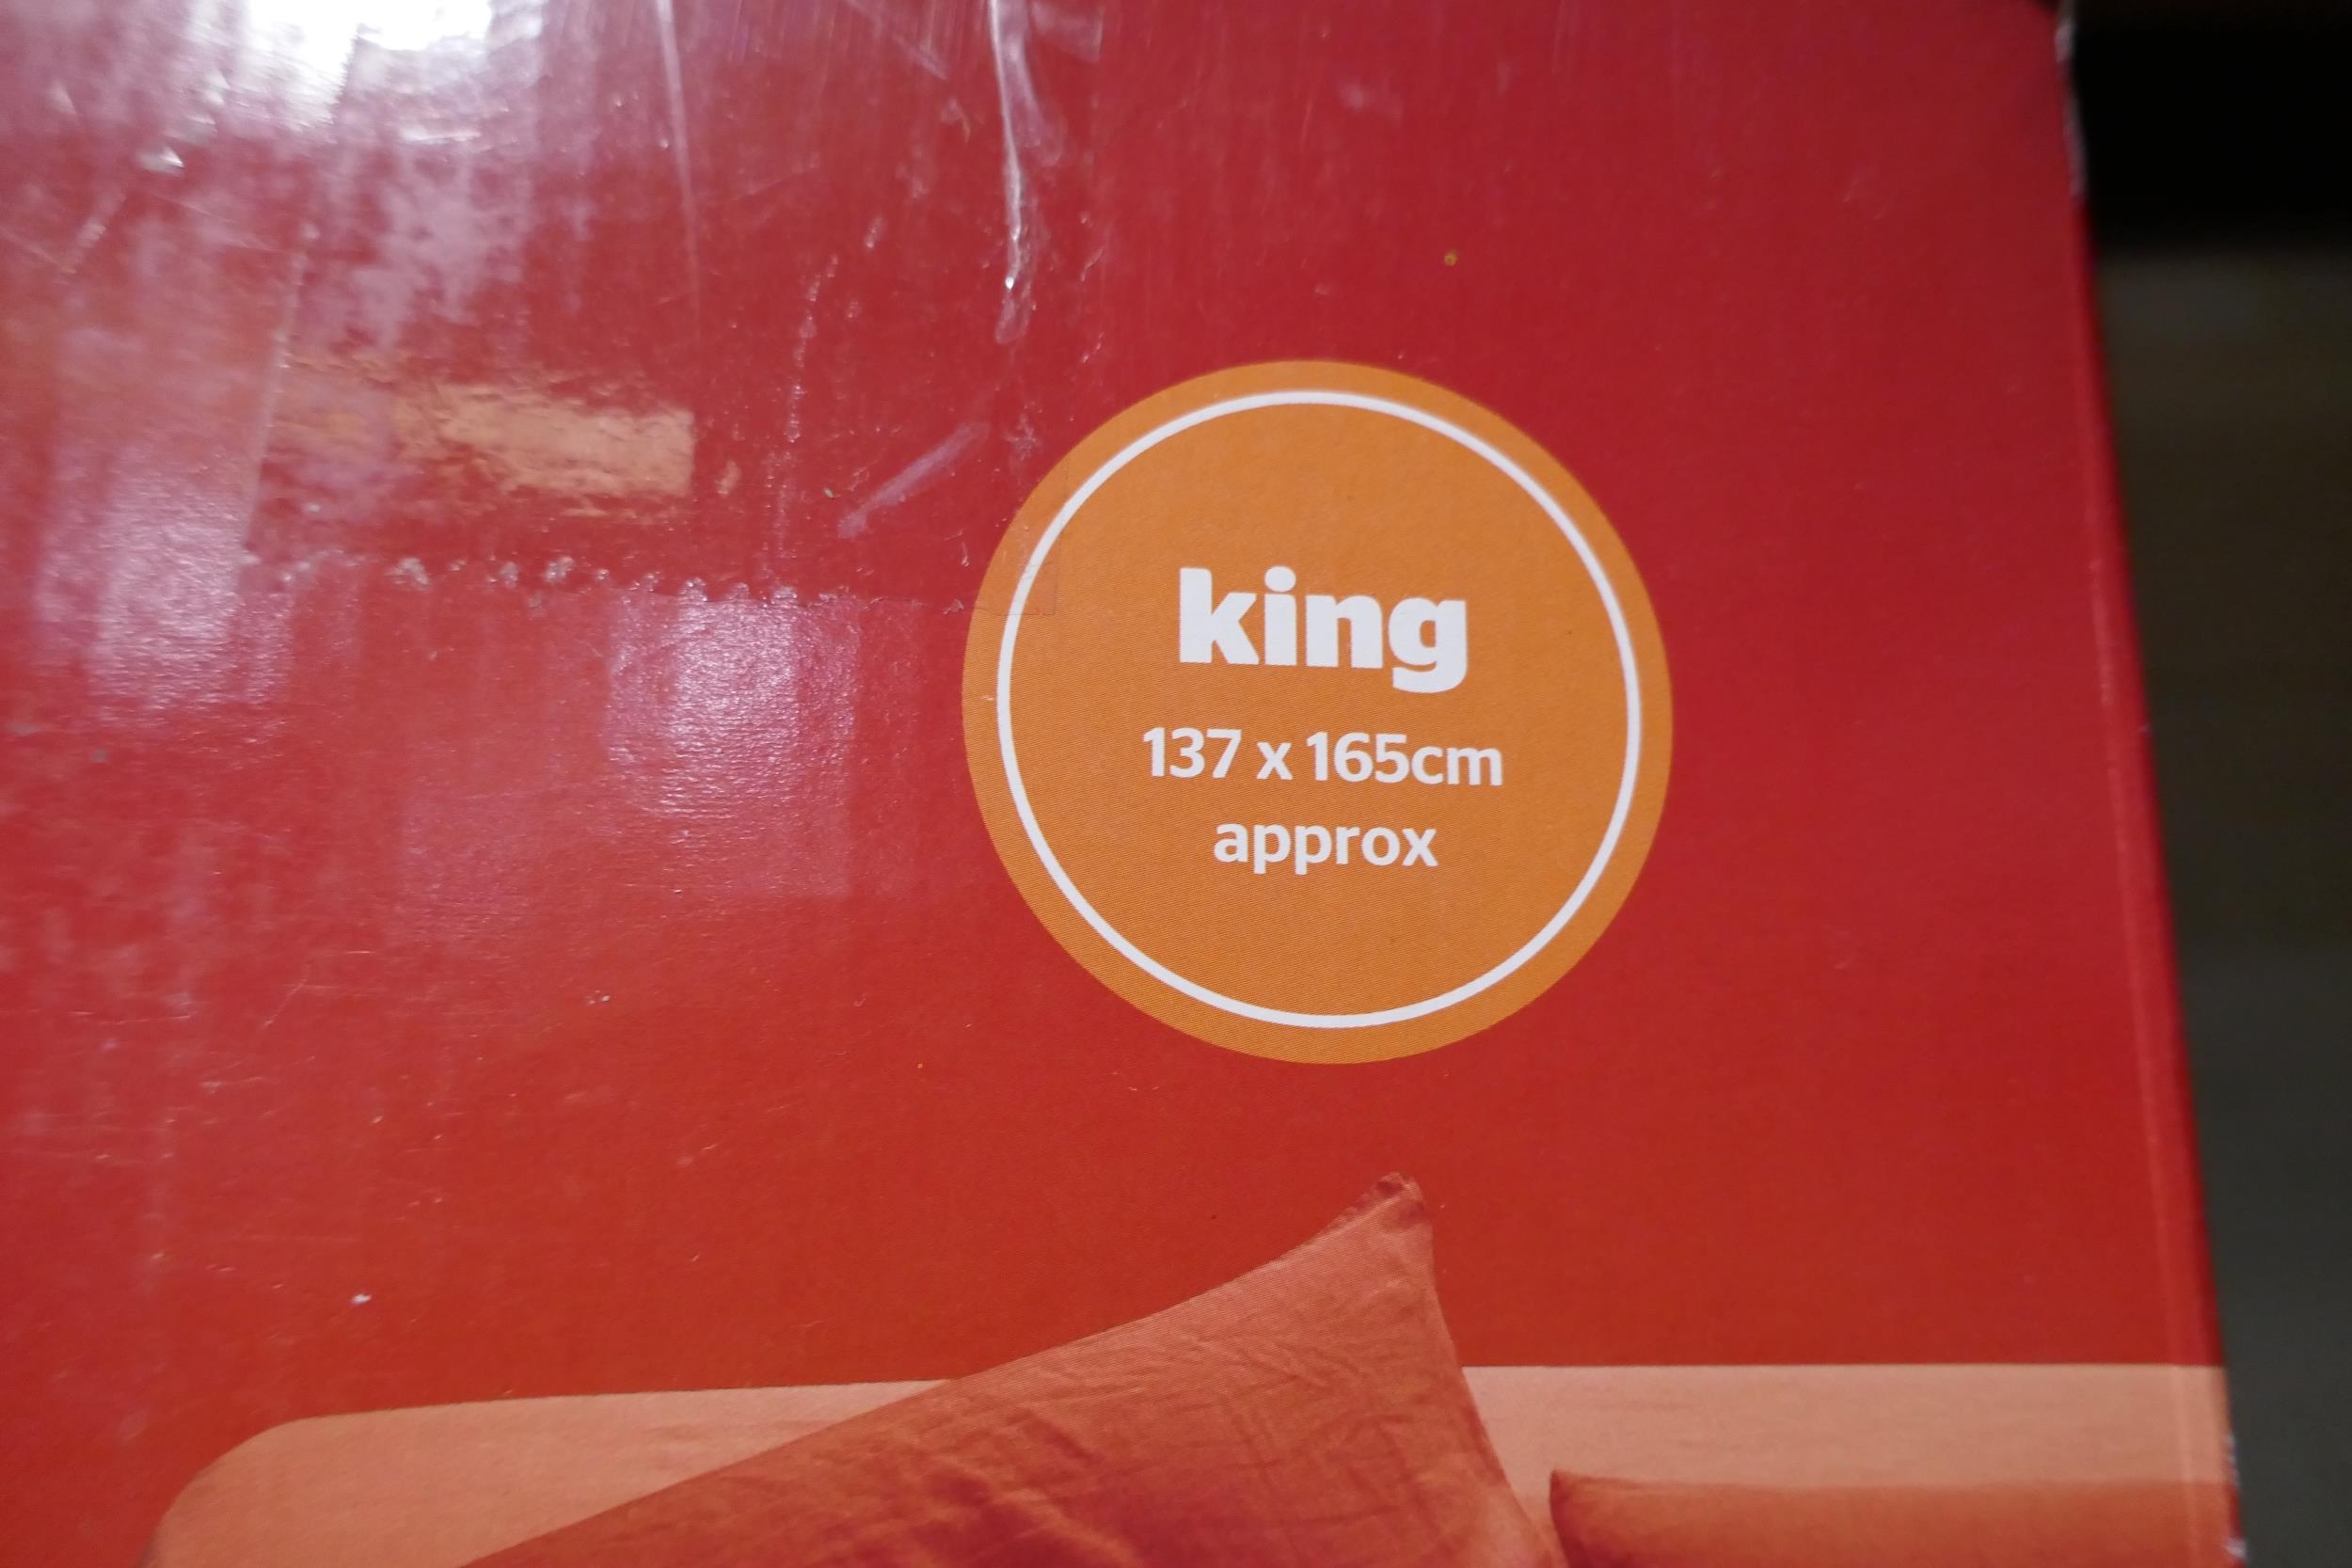 king
137 x 165cm
approx